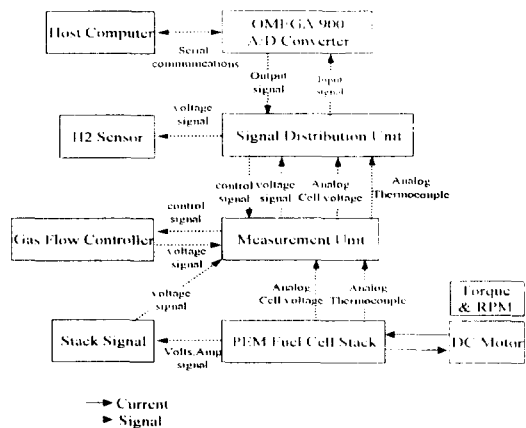 Host Computer
OMEGA 900
A/D Converter
Serial
communications
Output
signal
Input
signal
voltage
signal
H2 Sensor
Signal Distribution Unit
control
signal
voltage
signal
Analog
Cell voltage
Analog
Thermocouple
control
signal
Gas Flow Controller
voltage
signal
Measurement Unit
voltage
signal
Analog
Cell voltage
Analog
Thermocouple
Torque
& RPM
Stack Signal
Volts,Amp
signal
PEM Fuel Cell Stack
DC Motor
Current
Signal